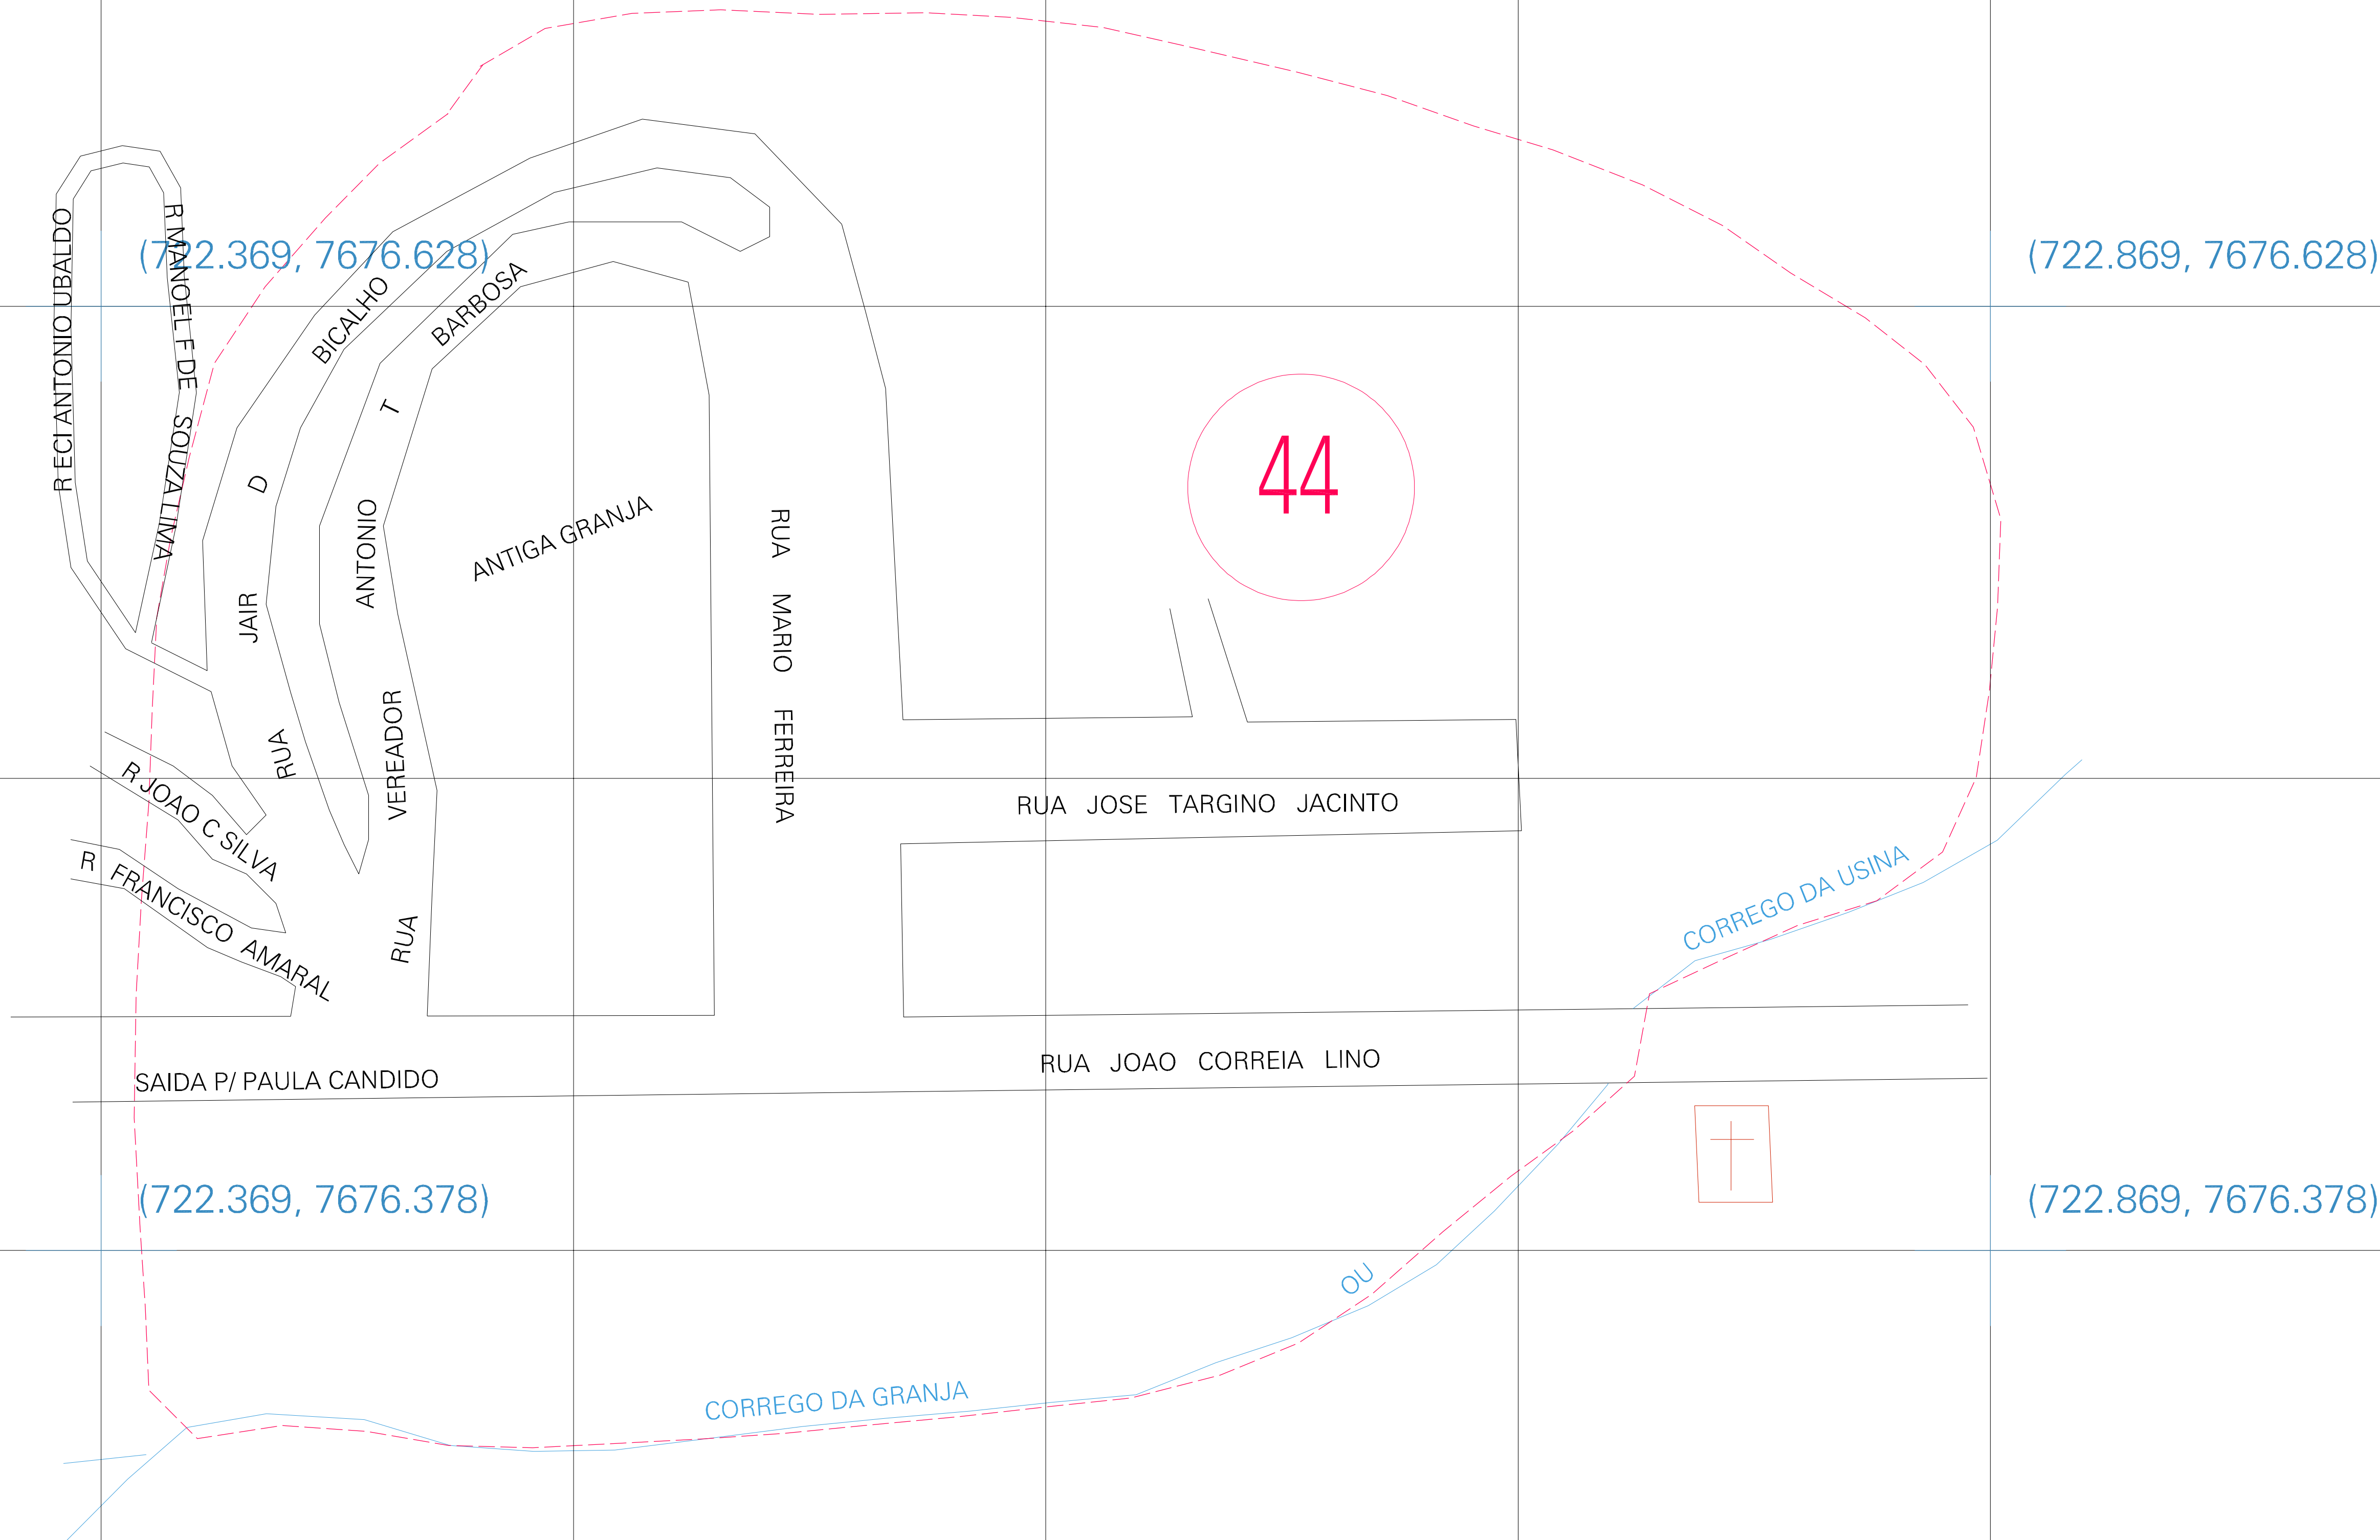 R ECI ANTONIO UBALDO
R MANOEL F DE SOUZA LIMA
(722.369, 7676.628)
(722.869, 7676.628)
RUA JAIR D BICALHO
RUA VEREADOR ANTONIO T BARBOSA
ANTIGA GRANJA
RUA MARIO FERREIRA
44
R JOAO C SILVA
R FRANCISCO AMARAL
RUA JOSE TARGINO JACINTO
CORREGO DA USINA
SAIDA P/ PAULA CANDIDO
RUA JOAO CORREIA LINO
(722.369, 7676.378)
(722.869, 7676.378)
OU
CORREGO DA GRANJA